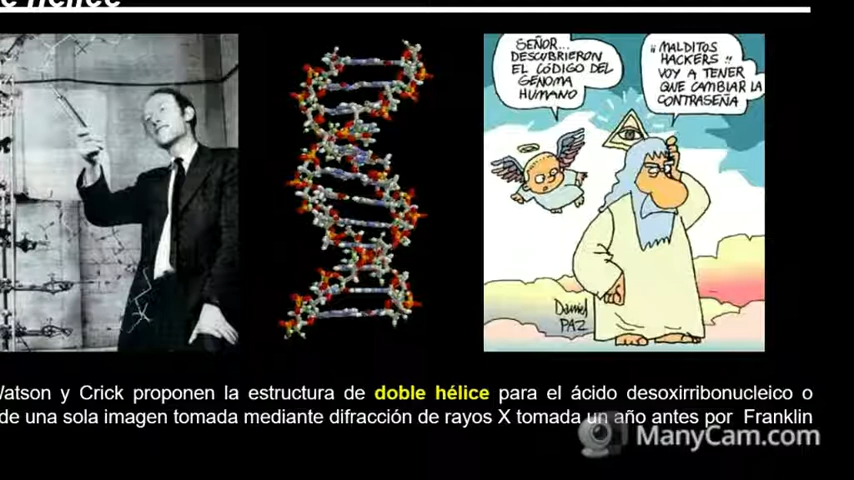 SEÑOR...
DESCUBRIERON
EL CÓDIGO DEL
GENOMA
HUMANO
¡¡MALDITOS
HACKERS!!
VOY A TENER
QUE CAMBIAR LA
CONTRASEÑA
Daniel
PAZ
Watson y Crick proponen la estructura de doble hélice para el ácido desoxirribonucleico o
de una sola imagen tomada mediante difracción de rayos X tomada un año antes por Franklin
ManyCam.com